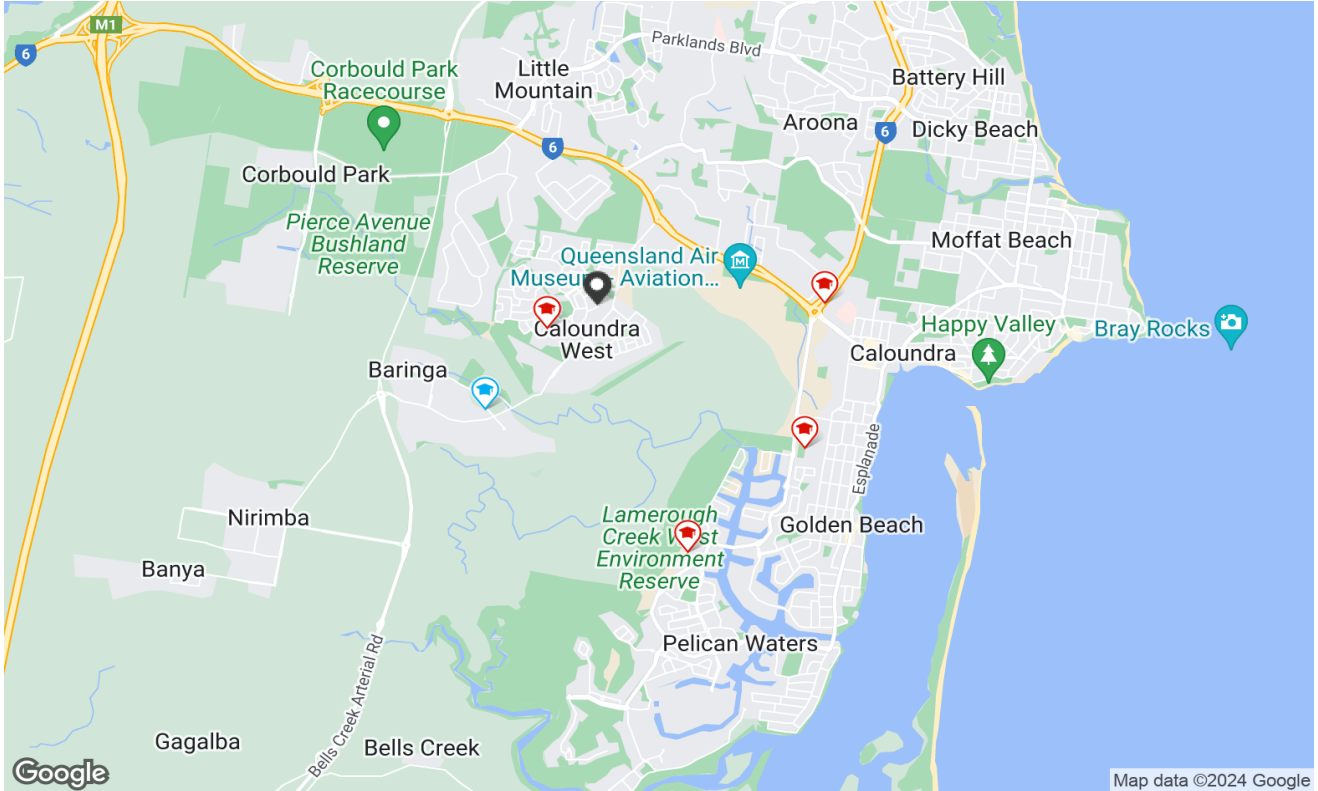 M1
6
Parklands Blvd
Corbould Park
Racecourse
Little
Mountain
Battery Hill
6
Aroona
6
Dicky Beach
Corbould Park
Pierce Avenue
Bushland
Reserve
Moffat Beach
Queensland Air
Museum - Aviation...
M
Caloundra
West
Happy Valley
Bray Rocks
Caloundra
Baringa
Esplanade
Nirimba
Lamerough
Creek West
Environment
Reserve
Golden Beach
Banya
Pelican Waters
Bells Creek Arterial Rd
Gagalba
Bells Creek
Google
Map data ©2024 Google